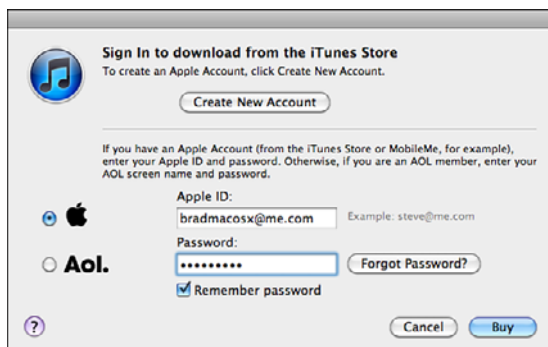 Sign In to download from the iTunes Store
To create an Apple Account, click Create New Account.
Create New Account
If you have an Apple Account (from the iTunes Store or MobileMe, for example),
enter your Apple ID and password. Otherwise, if you are an AOL member, enter your
AOL screen name and password.
Apple ID:
bradmacosx@me.com Example: steve@me.com
Password:
••••••••• Forgot Password?
Aol.
Remember password
? Cancel Buy